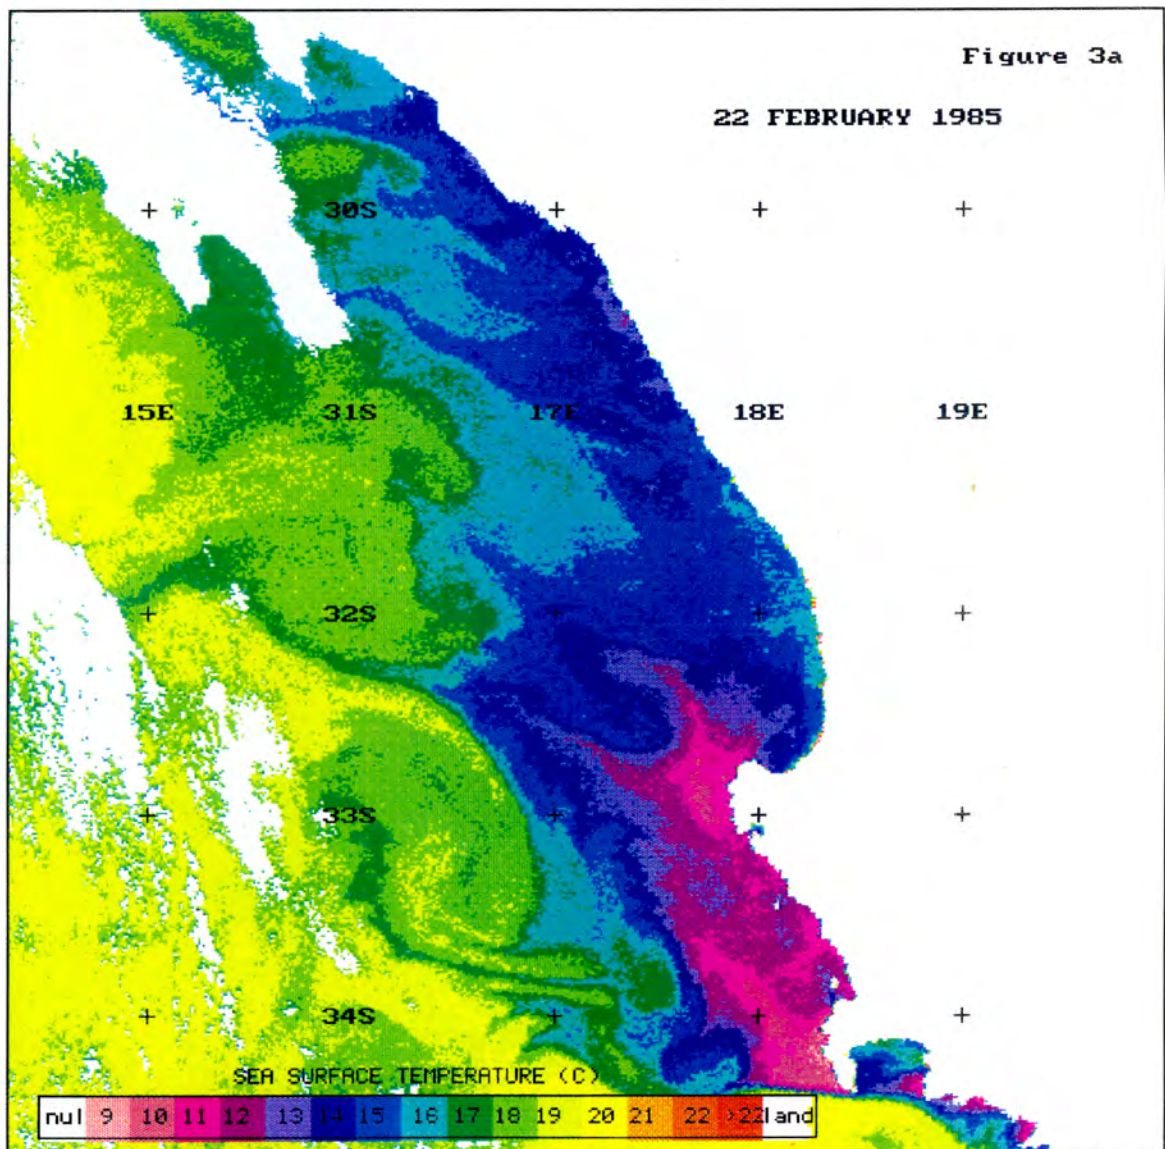 Figure 3a
22 FEBRUARY 1985
30S
15E 31S 17E 18E 19E
32S
33S
34S
SEA SURFACE TEMPERATURE (C)
nul 9 10 11 12 13 14 15 16 17 18 19 20 21 22 >22 land